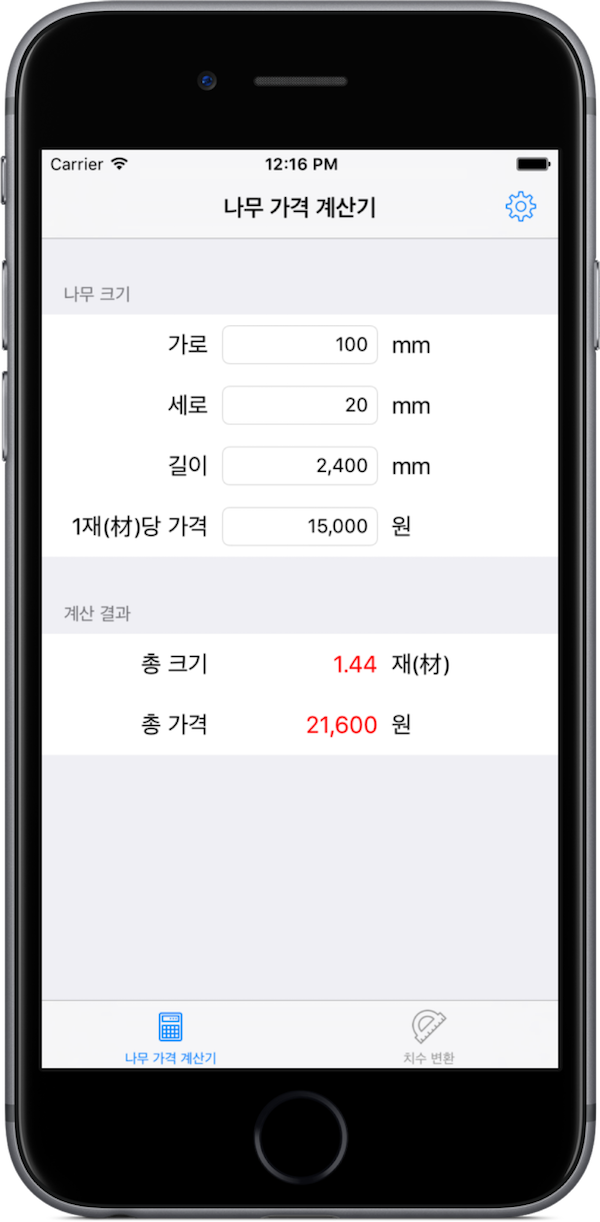 Carrier 12:16 PM
나무 가격 계산기
나무 크기
가로 100 mm
세로 20 mm
길이 2,400 mm
1재(材)당 가격 15,000 원
계산 결과
총 크기 1.44 재(材)
총 가격 21,600 원
나무 가격 계산기 치수 변환